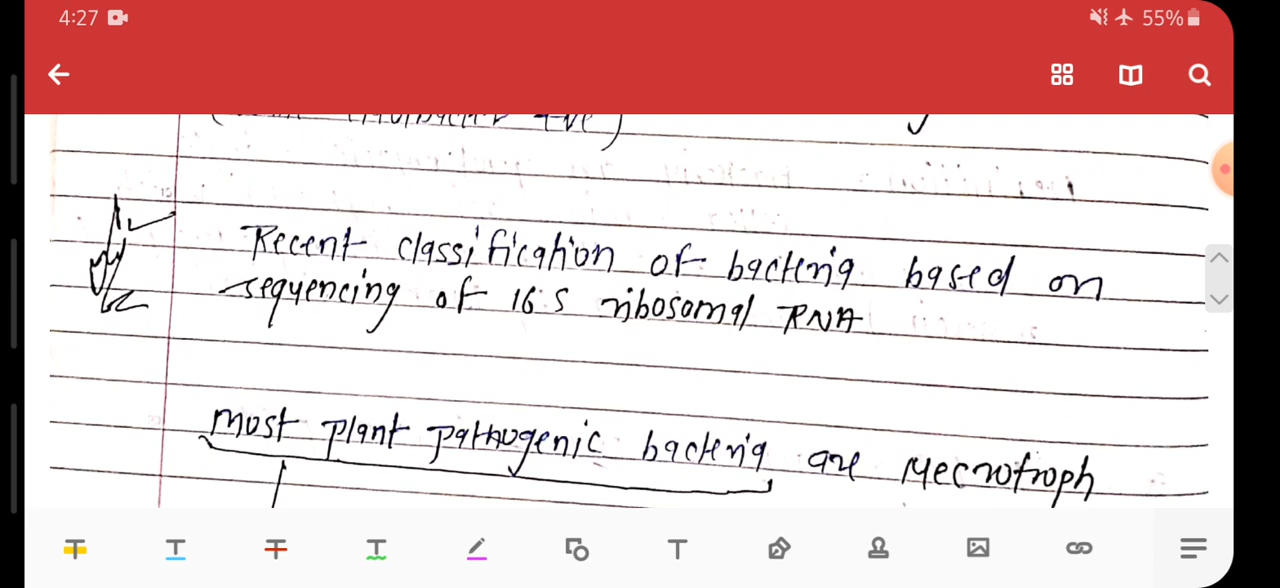 4:27
55%
Recent classification of bacteria based on
sequencing of 16 S ribosomal RNA
most plant pathogenic bacteria are Necrotroph